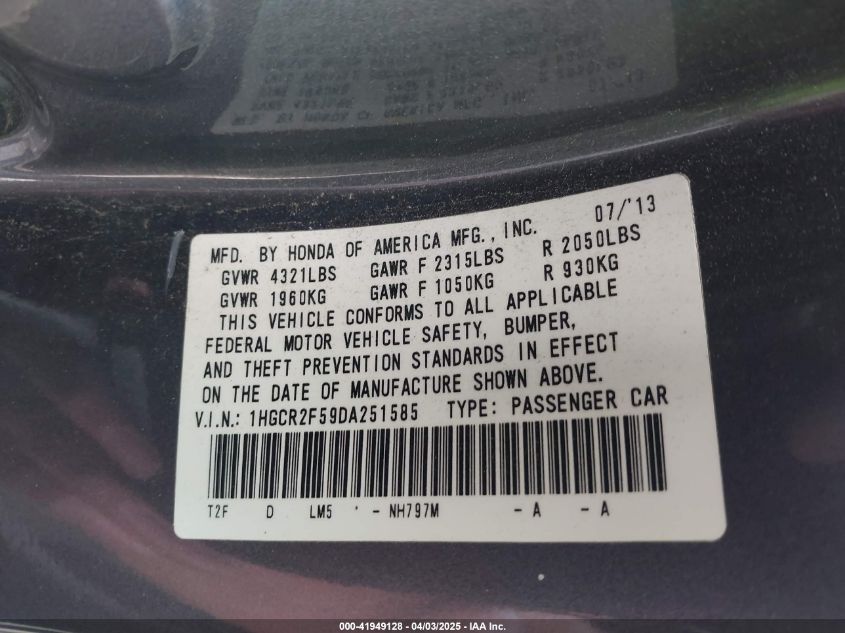 07/'13
MFD. BY HONDA OF AMERICA MFG., INC.
GVWR 4321LBS GAWR F 2315LBS R 2050LBS
GVWR 1960KG GAWR F 1050KG R 930KG
THIS VEHICLE CONFORMS TO ALL APPLICABLE
FEDERAL MOTOR VEHICLE SAFETY, BUMPER,
AND THEFT PREVENTION STANDARDS IN EFFECT
ON THE DATE OF MANUFACTURE SHOWN ABOVE.
V.I.N.: 1HGCR2F59DA251585 TYPE: PASSENGER CAR
T2F D LM5 ' - NH797M - A - A
000-41949128 - 04/03/2025 - IAA Inc.